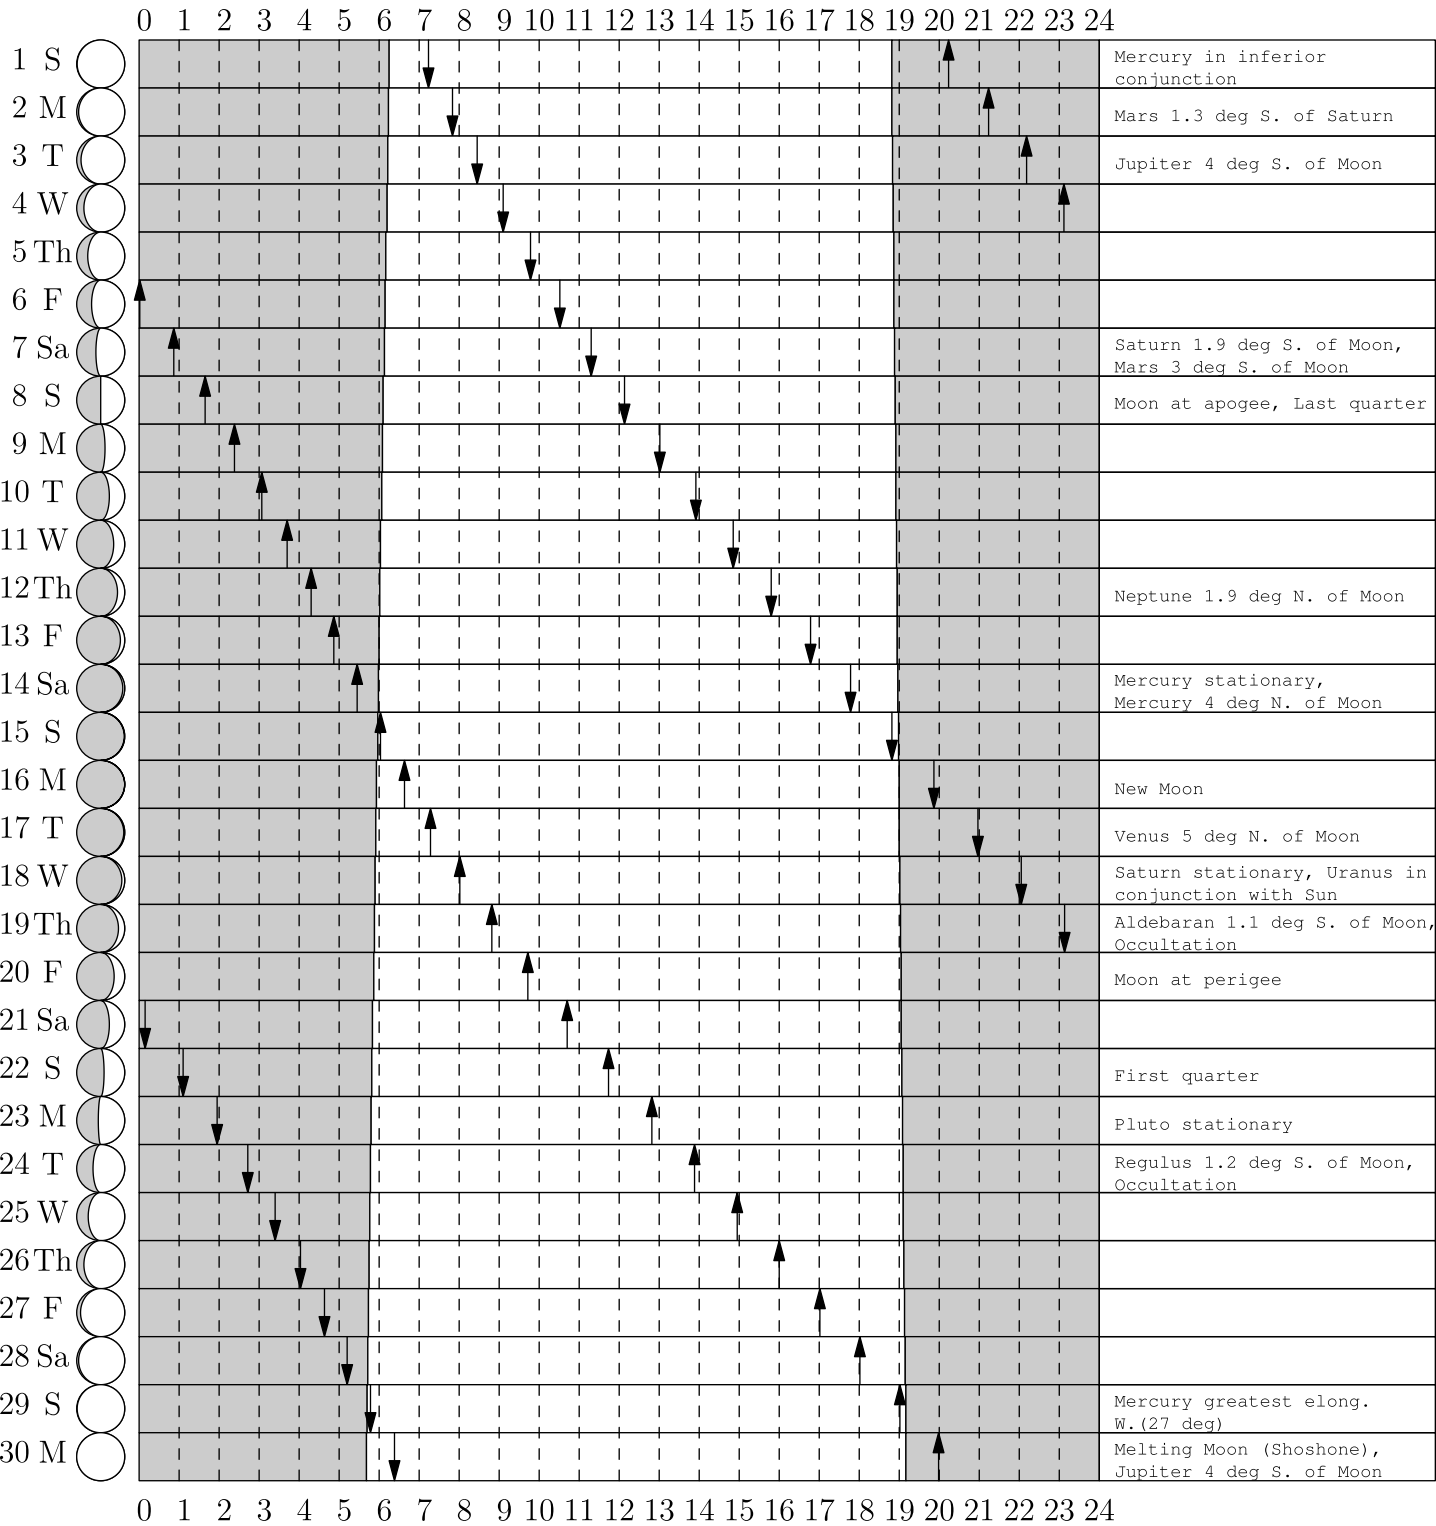 0 1 2 3 4 5 6 7 8 9 10 11 12 13 14 15 16 17 18 19 20 21 22 23 24
1 S Mercury in inferior
conjunction
2 M Mars 1.3 deg S. of Saturn
3 T Jupiter 4 deg S. of Moon
4 W
5 Th
6 F
7 Sa Saturn 1.9 deg S. of Moon,
Mars 3 deg S. of Moon
8 S Moon at apogee, Last quarter
9 M
10 T
11 W
12 Th Neptune 1.9 deg N. of Moon
13 F
14 Sa Mercury stationary,
Mercury 4 deg N. of Moon
15 S
16 M New Moon
17 T Venus 5 deg N. of Moon
18 W Saturn stationary, Uranus in
conjunction with Sun
19 Th Aldebaran 1.1 deg S. of Moon,
Occultation
20 F Moon at perigee
21 Sa
22 S First quarter
23 M Pluto stationary
24 T Regulus 1.2 deg S. of Moon,
Occultation
25 W
26 Th
27 F
28 Sa
29 S Mercury greatest elong.
W.(27 deg)
30 M Melting Moon (Shoshone),
Jupiter 4 deg S. of Moon
0 1 2 3 4 5 6 7 8 9 10 11 12 13 14 15 16 17 18 19 20 21 22 23 24